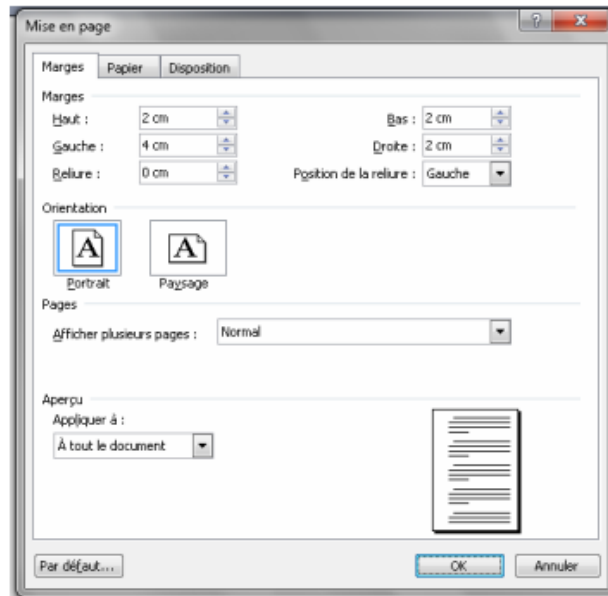 Mise en page
Marges Papier Disposition
Marges
Haut : 2 cm Bas : 2 cm
Gauche : 4 cm Droite : 2 cm
Reliure : 0 cm Position de la reliure : Gauche
Orientation
A A
Portrait Paysage
Pages
Afficher plusieurs pages : Normal
Aperçu
Appliquer à :
À tout le document
Par défaut... OK Annuler